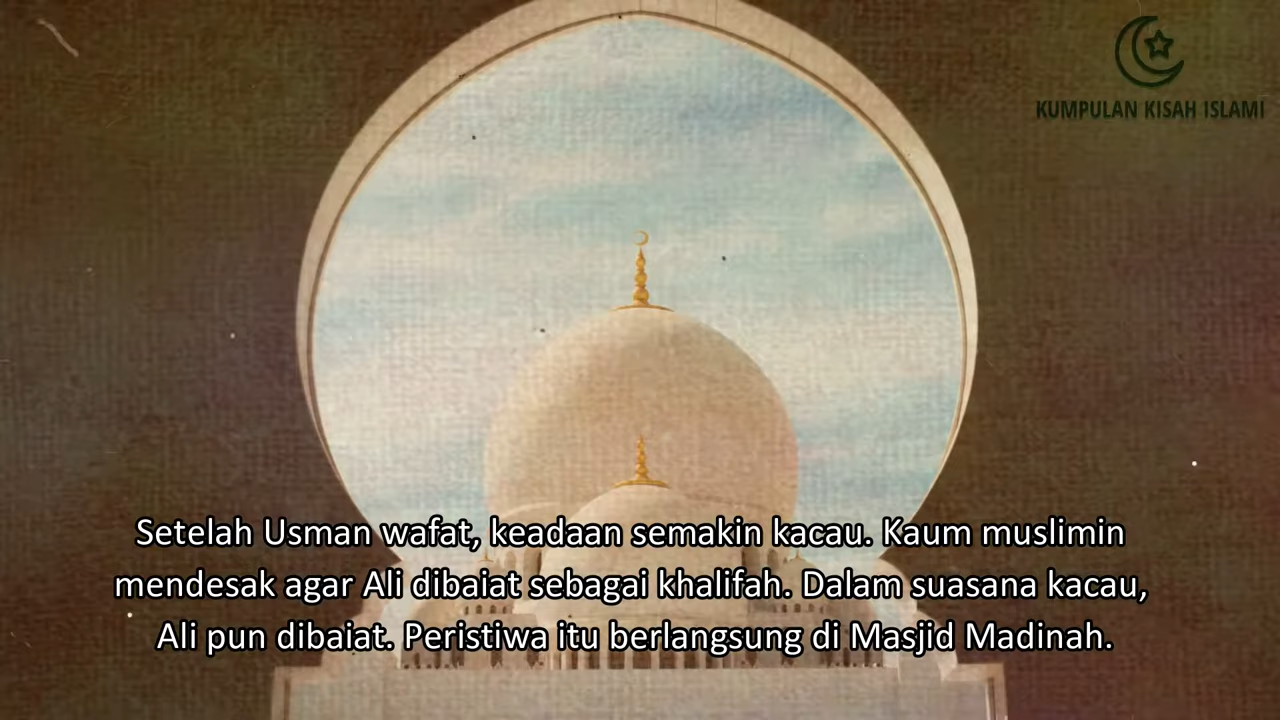 KUMPULAN KISAH ISLAMI
Setelah Usman wafat, keadaan semakin kacau. Kaum muslimin
mendesak agar Ali dibaiat sebagai khalifah. Dalam suasana kacau,
Ali pun dibaiat. Peristiwa itu berlangsung di Masjid Madinah.